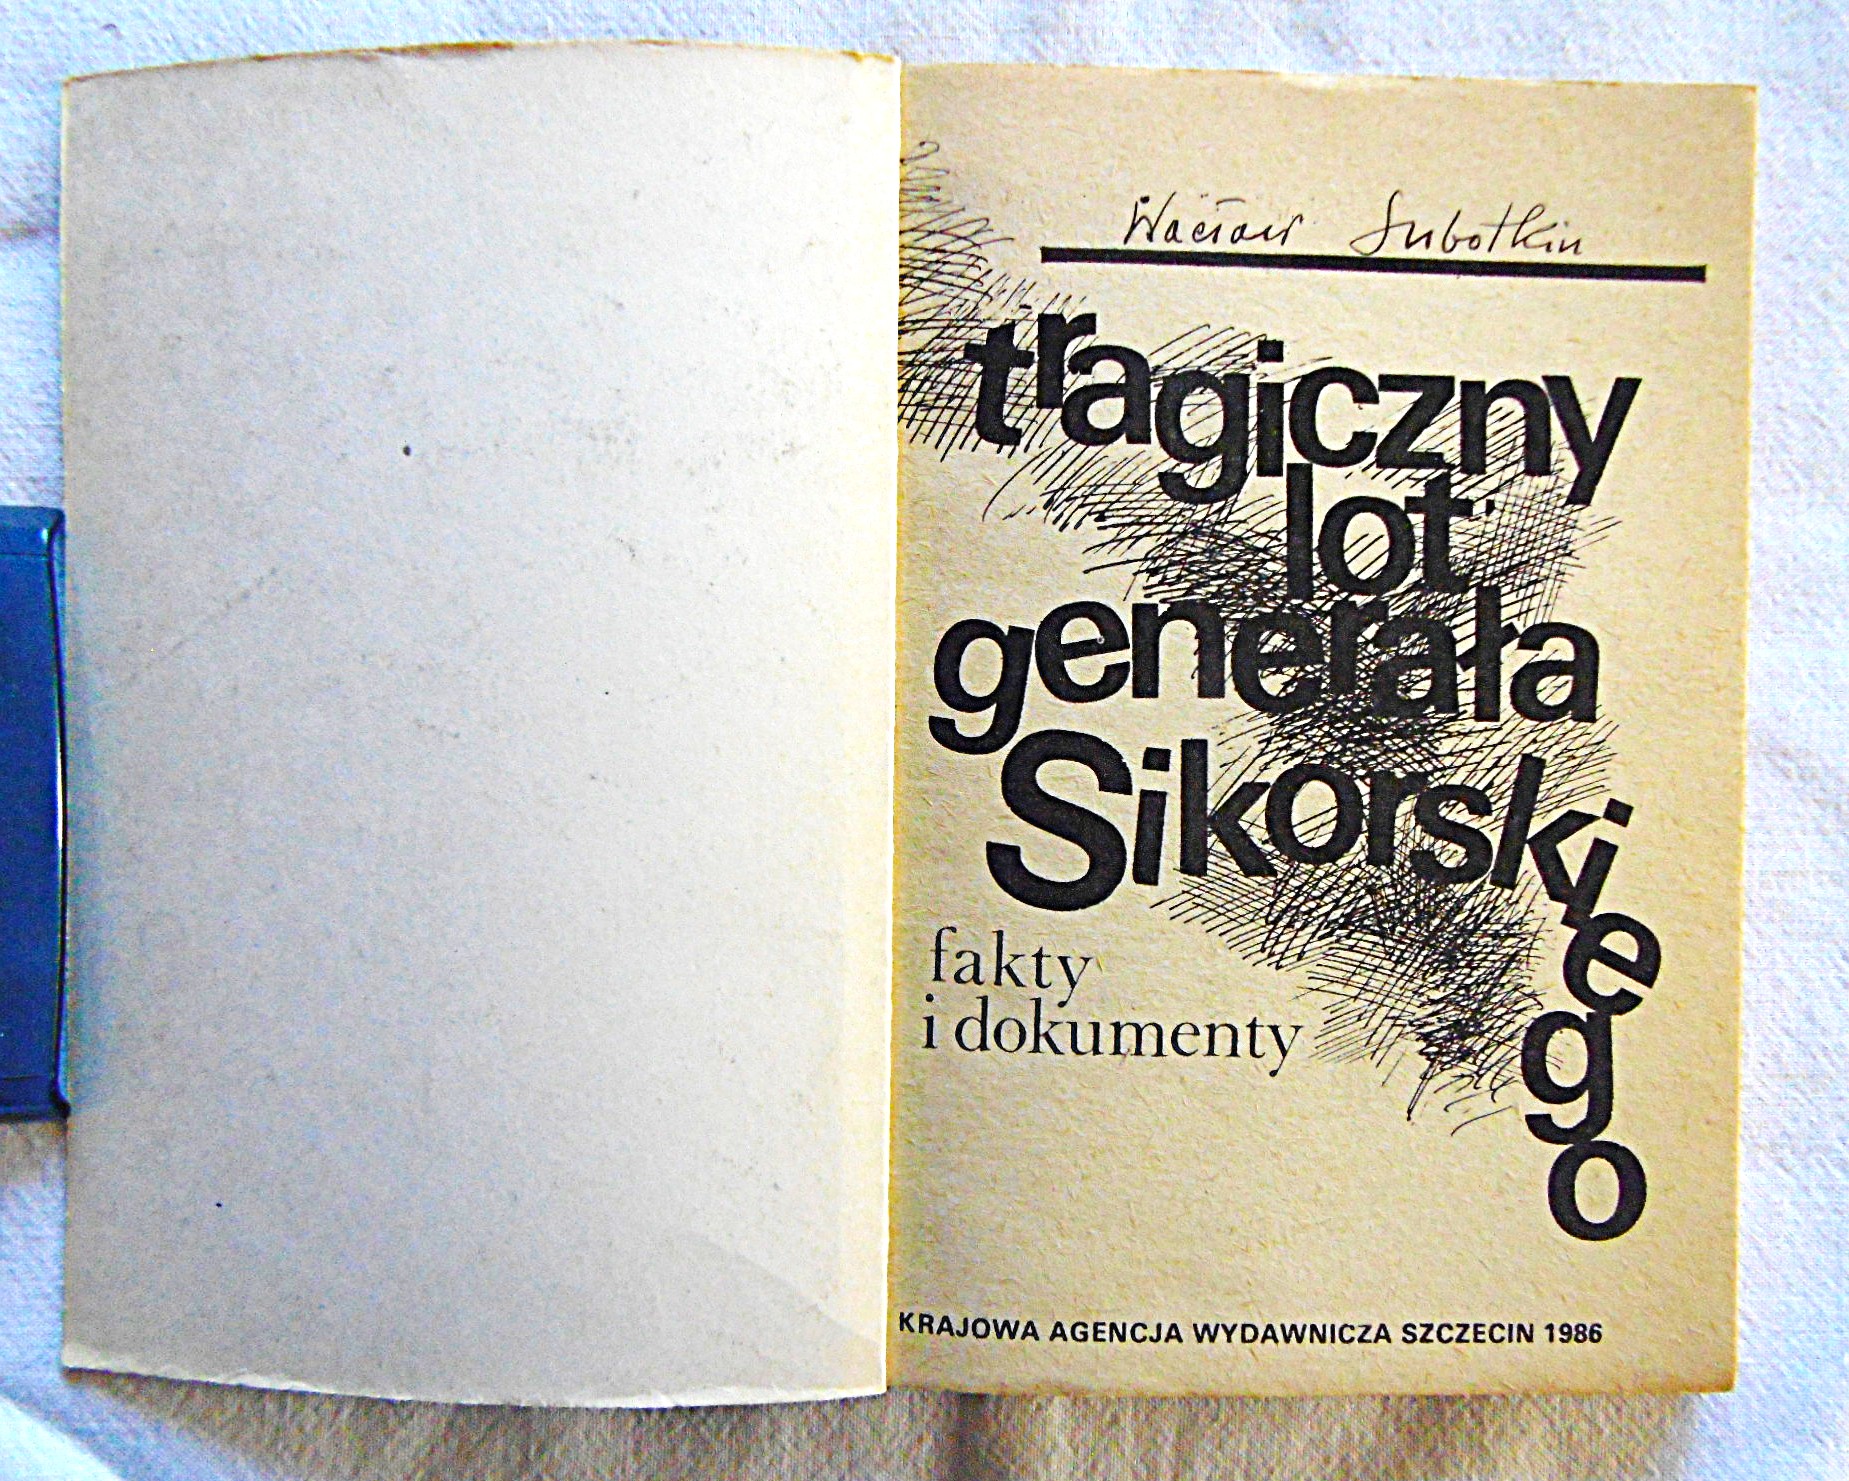 Wacław Subotkin
tragiczny
lot
generała
Sikorskiego
fakty
i dokumenty
KRAJOWA AGENCJA WYDAWNICZA SZCZECIN 1986